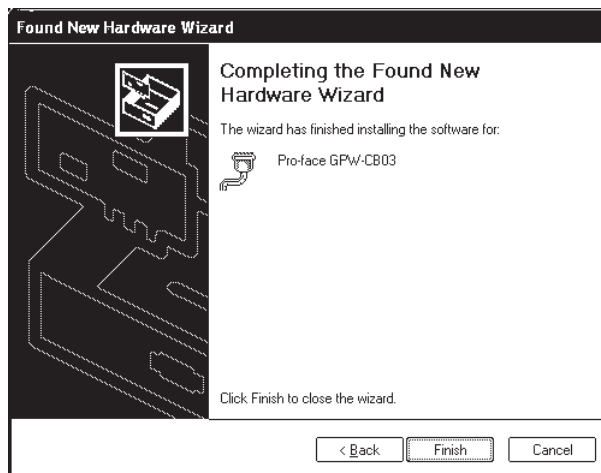 Found New Hardware Wizard
Completing the Found New
Hardware Wizard
The wizard has finished installing the software for:
Pro-face GPW-CB03
Click Finish to close the wizard.
< Back
Finish
Cancel